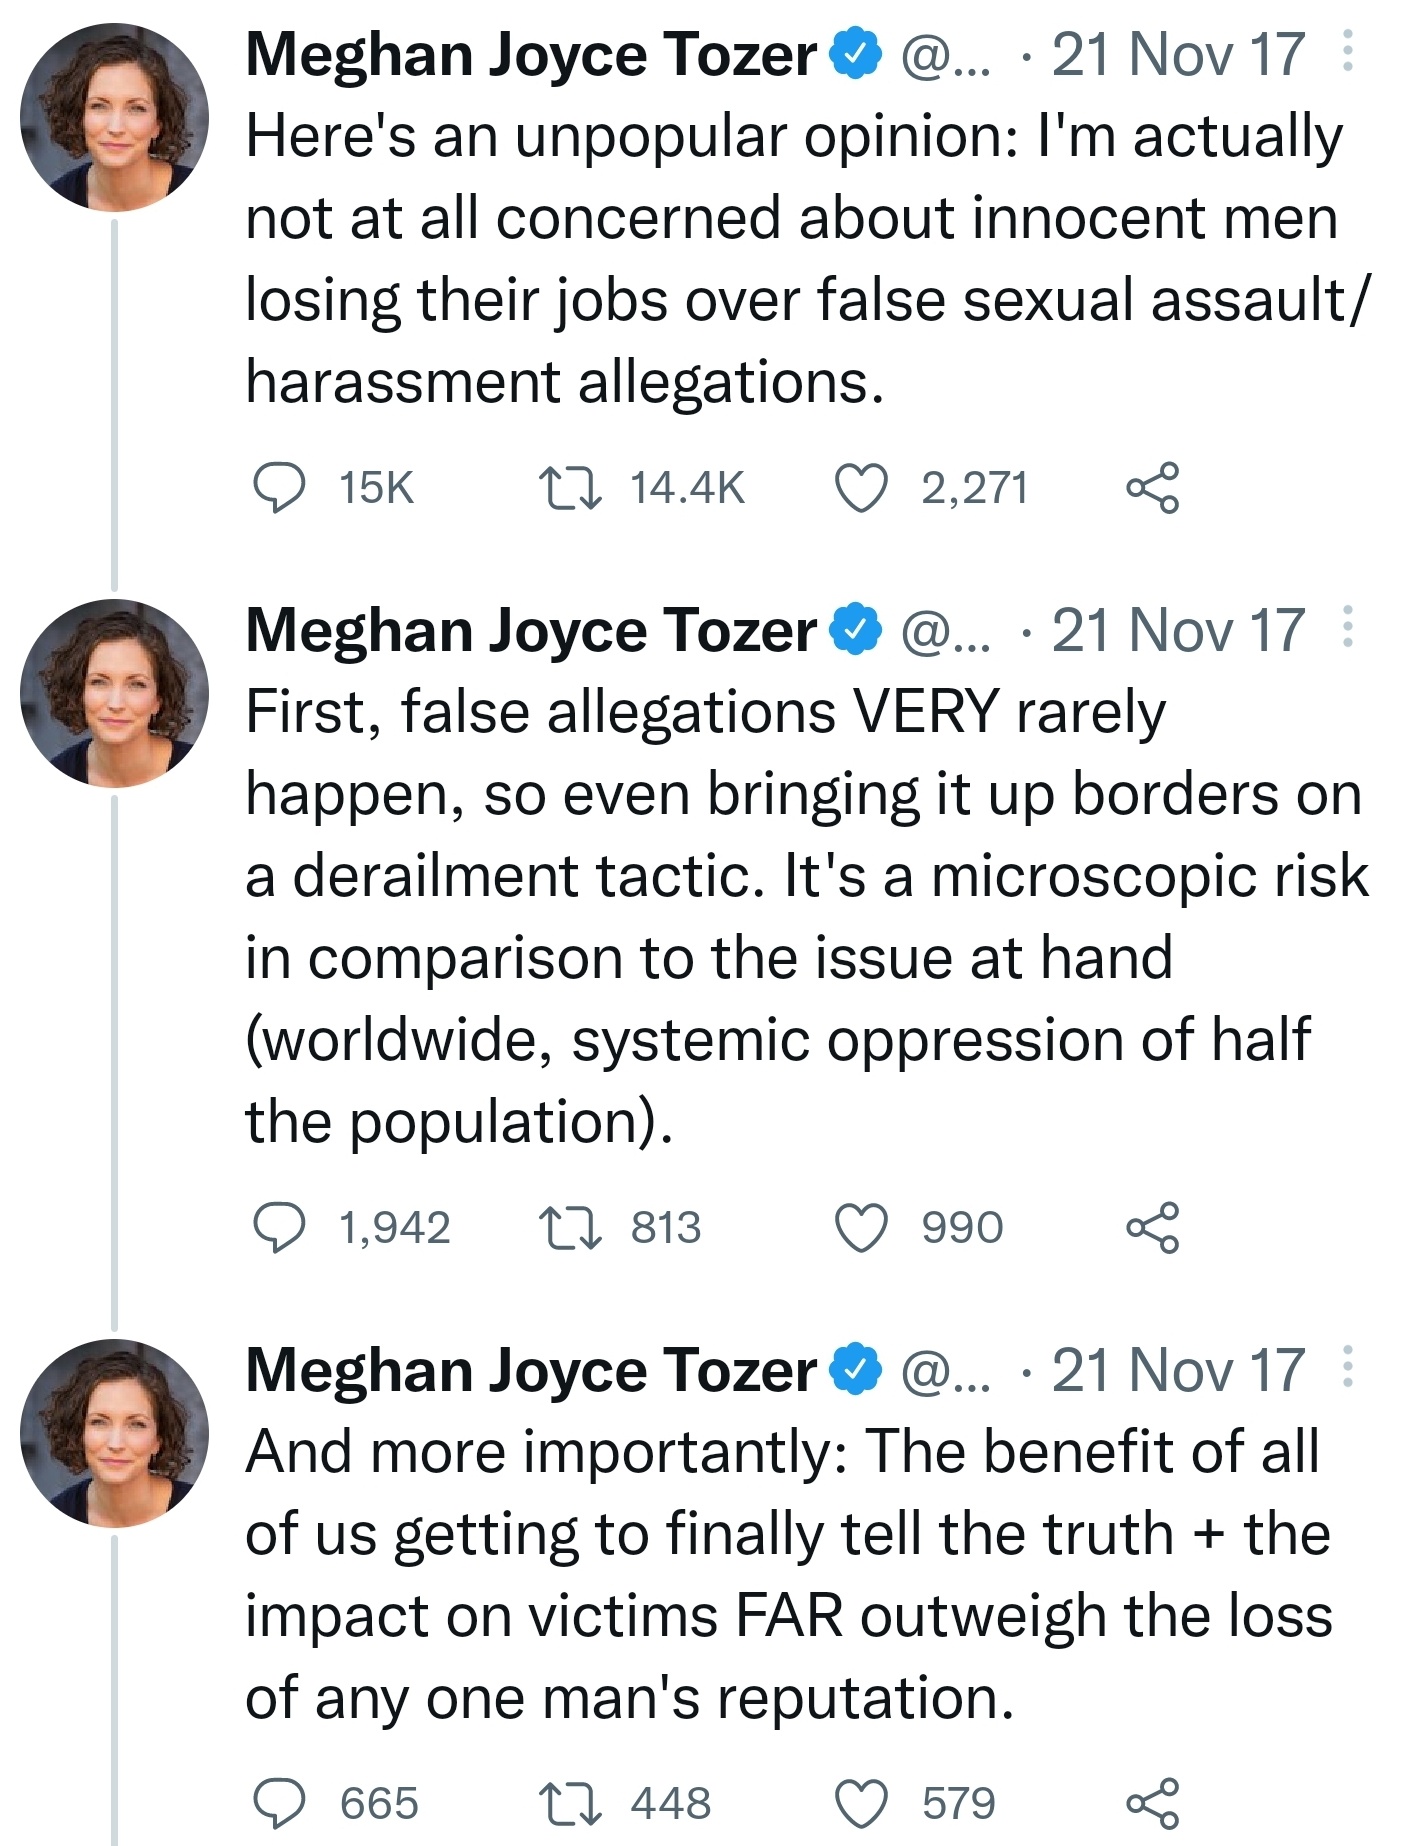 Meghan Joyce Tozer @... · 21 Nov 17
Here's an unpopular opinion: I'm actually
not at all concerned about innocent men
losing their jobs over false sexual assault/
harassment allegations.
15K 14.4K 2,271
Meghan Joyce Tozer @... · 21 Nov 17
First, false allegations VERY rarely
happen, so even bringing it up borders on
a derailment tactic. It's a microscopic risk
in comparison to the issue at hand
(worldwide, systemic oppression of half
the population).
1,942 813 990
Meghan Joyce Tozer @... · 21 Nov 17
And more importantly: The benefit of all
of us getting to finally tell the truth + the
impact on victims FAR outweigh the loss
of any one man's reputation.
665 448 579